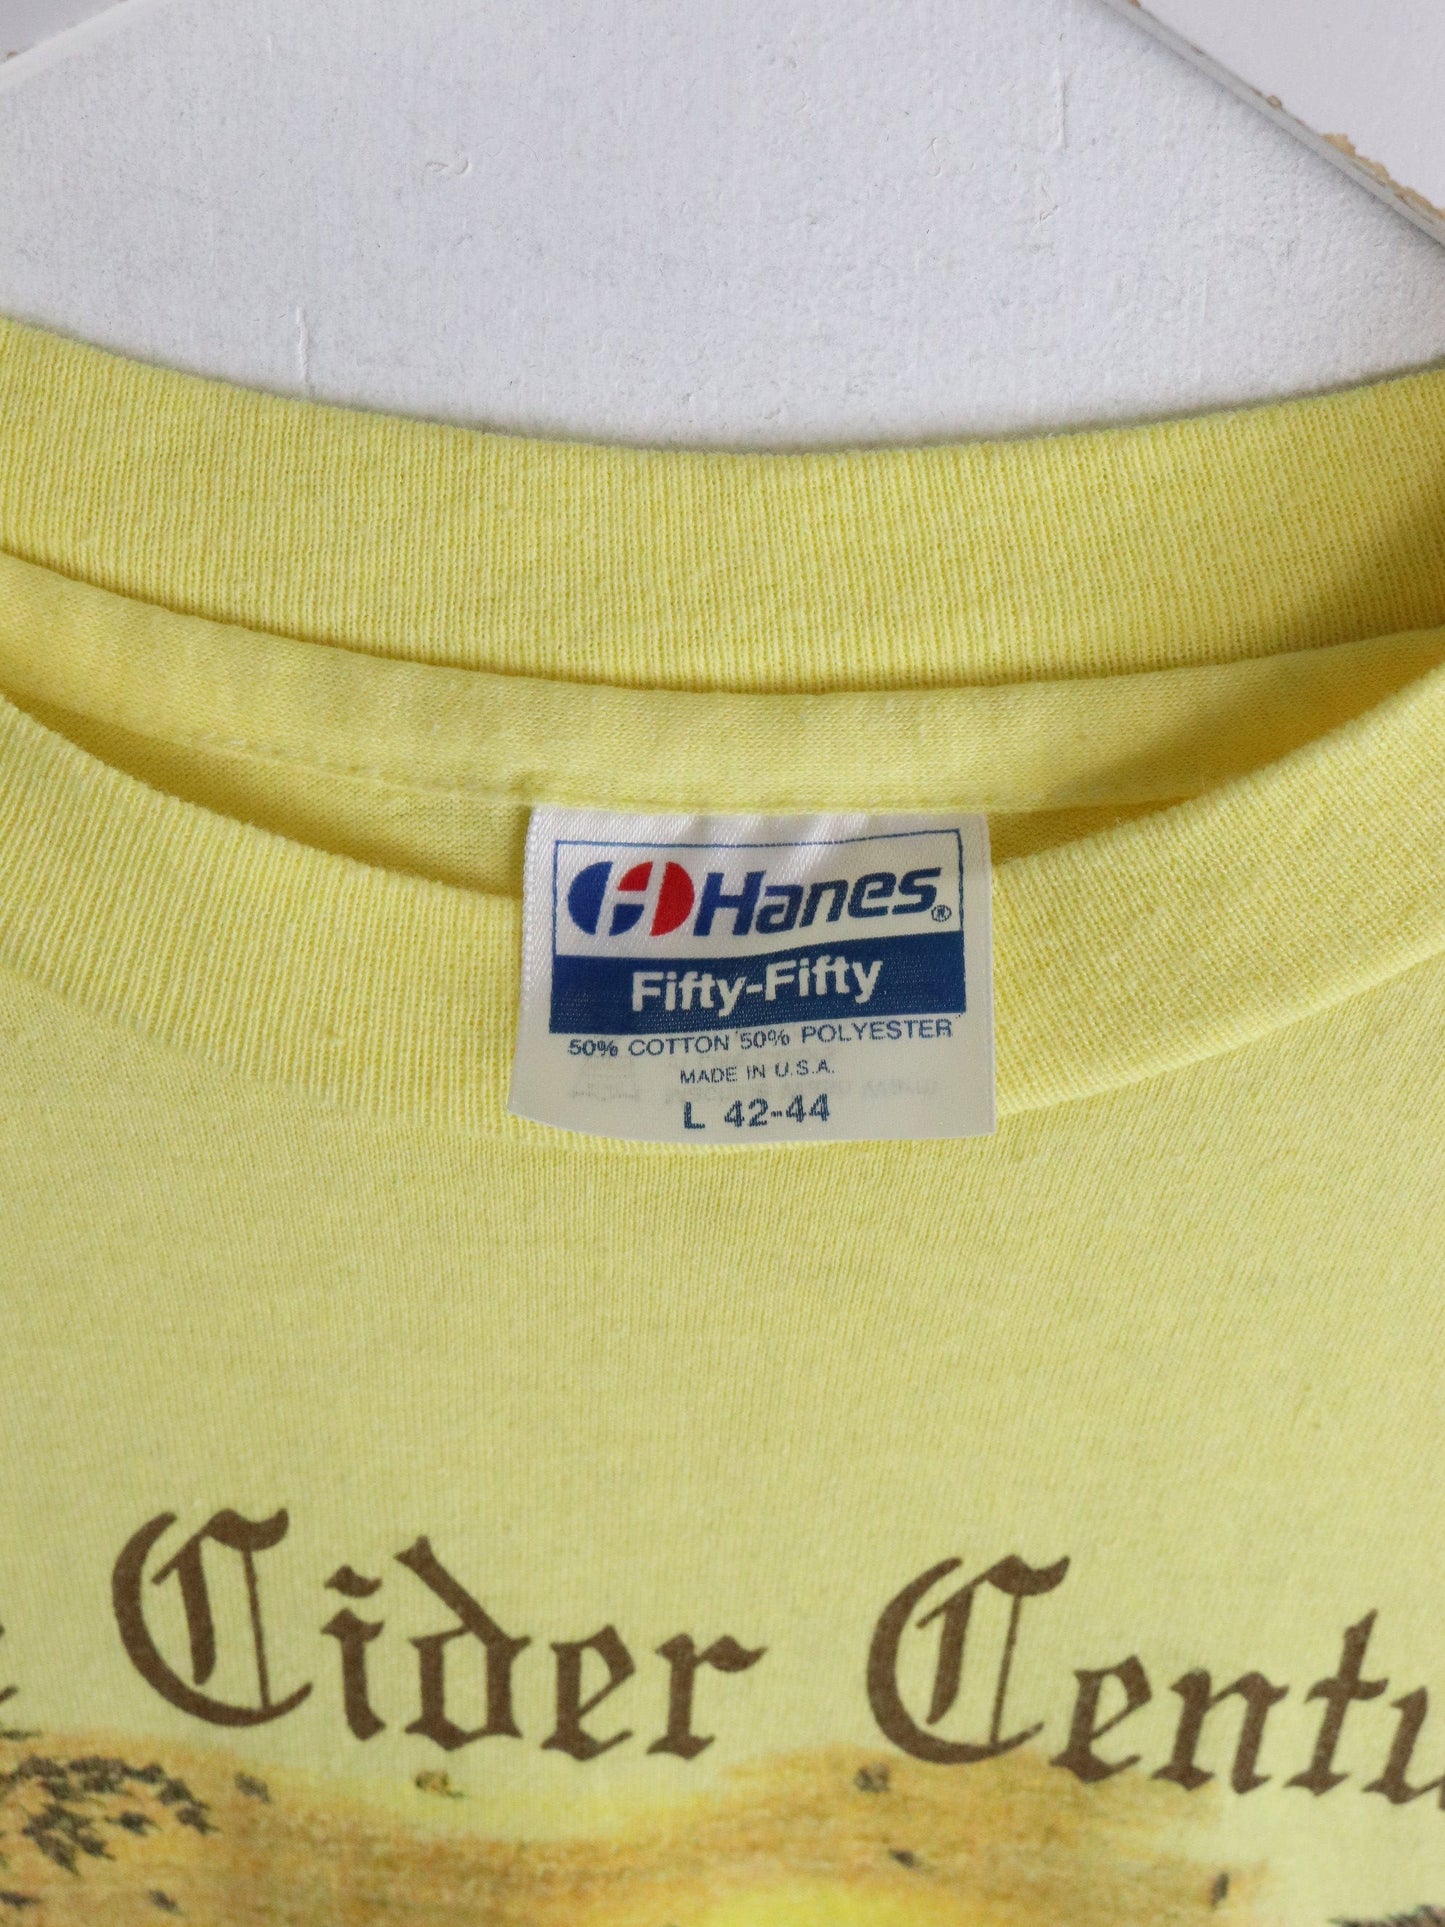 Hanes®
Fifty-Fifty
50% COTTON 50% POLYESTER
MADE IN U.S.A.
L 42-44
Cider Centu